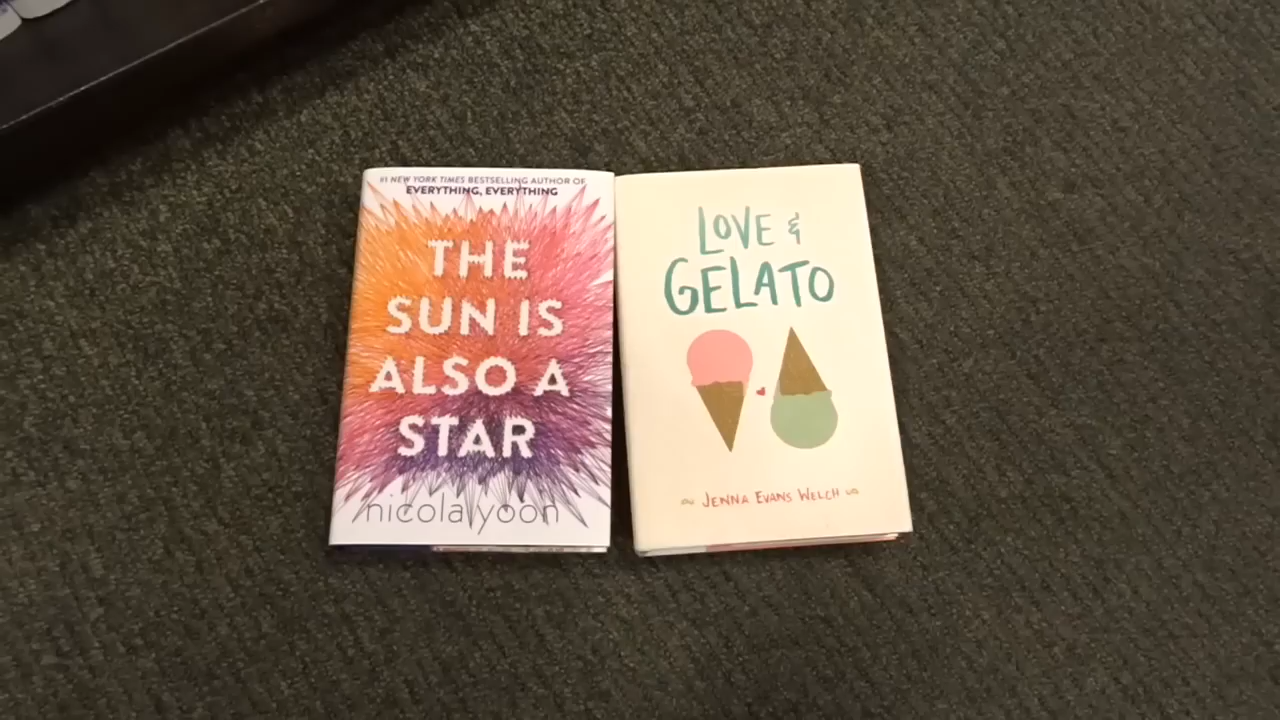 #1 NEW YORK TIMES BESTSELLING AUTHOR OF
EVERYTHING, EVERYTHING
THE
SUN IS
ALSO A
STAR
nicola yoon
LOVE &
GELATO
JENNA EVANS WELCH